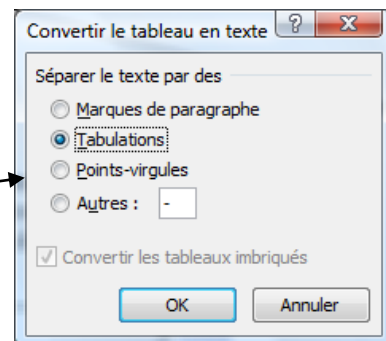 Convertir le tableau en texte
Séparer le texte par des
Marques de paragraphe
Tabulations
Points-virgules
Autres : -
Convertir les tableaux imbriqués
OK Annuler